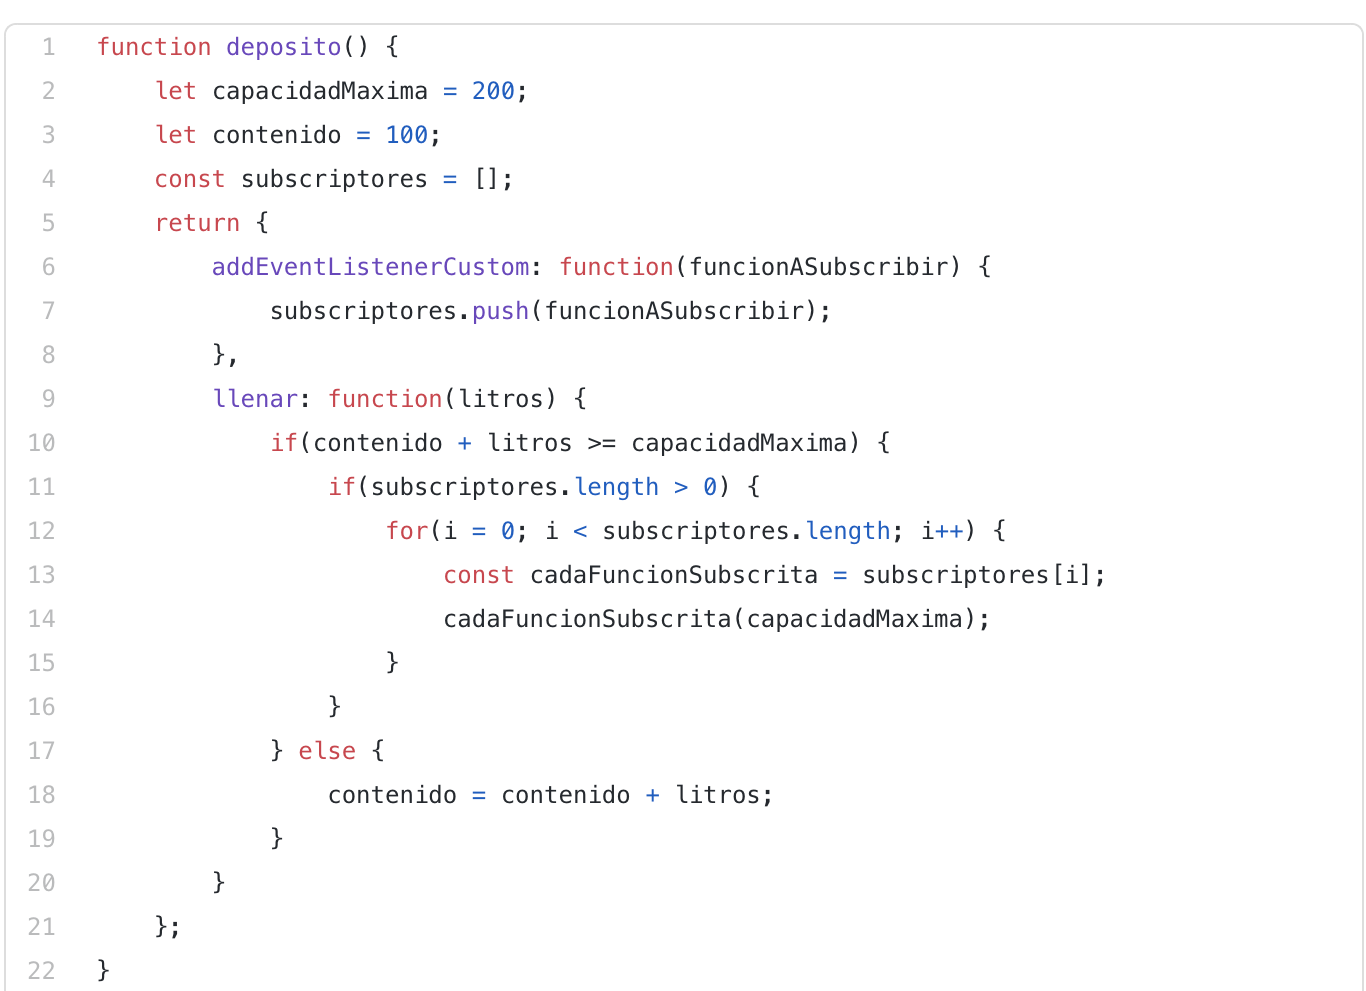 1 function deposito() {
2     let capacidadMaxima = 200;
3     let contenido = 100;
4     const subscriptores = [];
5     return {
6         addEventListenerCustom: function(funcionASubscribir) {
7             subscriptores.push(funcionASubscribir);
8         },
9         llenar: function(litros) {
10             if(contenido + litros >= capacidadMaxima) {
11                 if(subscriptores.length > 0) {
12                     for(i = 0; i < subscriptores.length; i++) {
13                         const cadaFuncionSubscrita = subscriptores[i];
14                         cadaFuncionSubscrita(capacidadMaxima);
15                     }
16                 }
17             } else {
18                 contenido = contenido + litros;
19             }
20         }
21     };
22 }